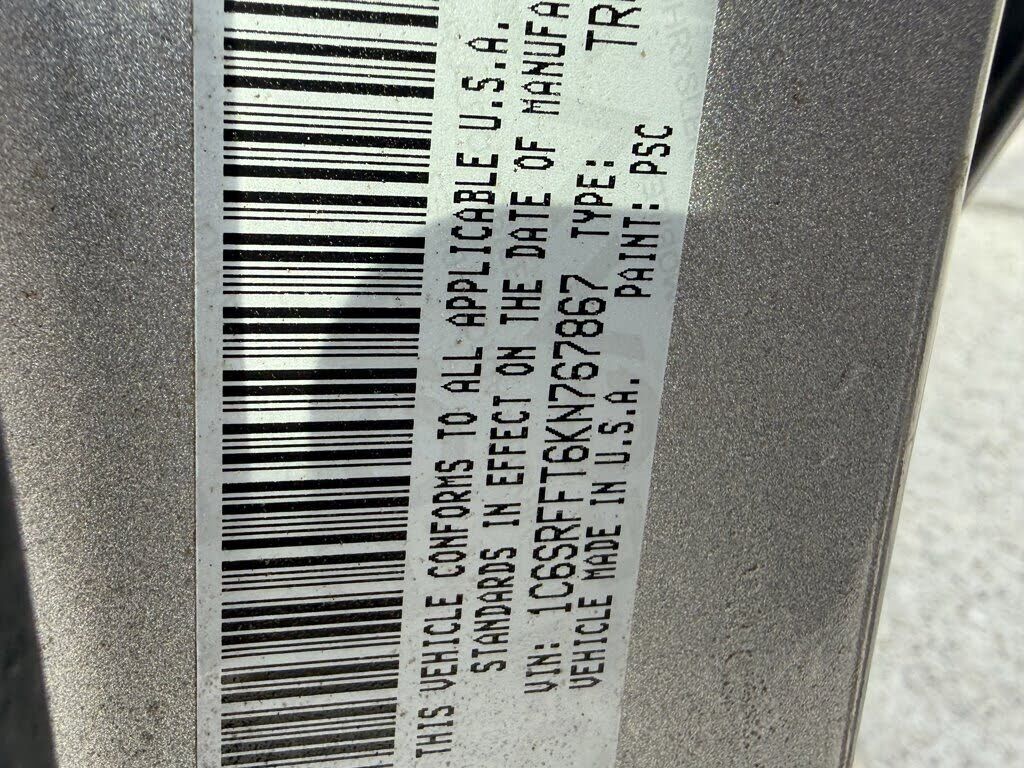 THIS VEHICLE CONFORMS TO ALL APPLICABLE U.S.A.
STANDARDS IN EFFECT ON THE DATE OF MANUFA
VIN: 1C6SRFFT6KN767867 TYPE: TR
VEHICLE MADE IN U.S.A. PAINT: PSC